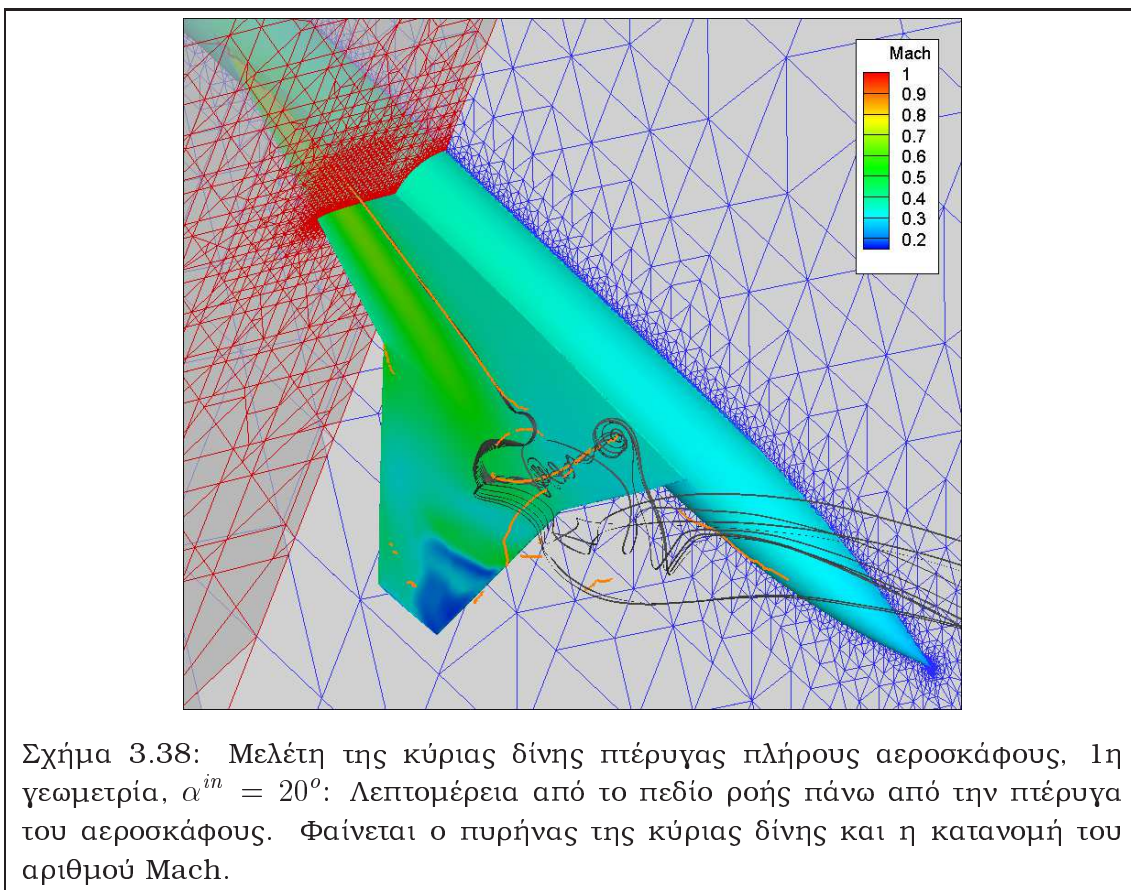 Mach
1
0.9
0.8
0.7
0.6
0.5
0.4
0.3
0.2
Σχήμα 3.38: Μελέτη της κύριας δίνης πτέρυγας πλήρους αεροσκάφους, 1η
γεωμετρία, α^{in} = 20^{o}: Λεπτομέρεια από το πεδίο ροής πάνω από την πτέρυγα
του αεροσκάφους. Φαίνεται ο πυρήνας της κύριας δίνης και η κατανομή του
αριθμού Mach.